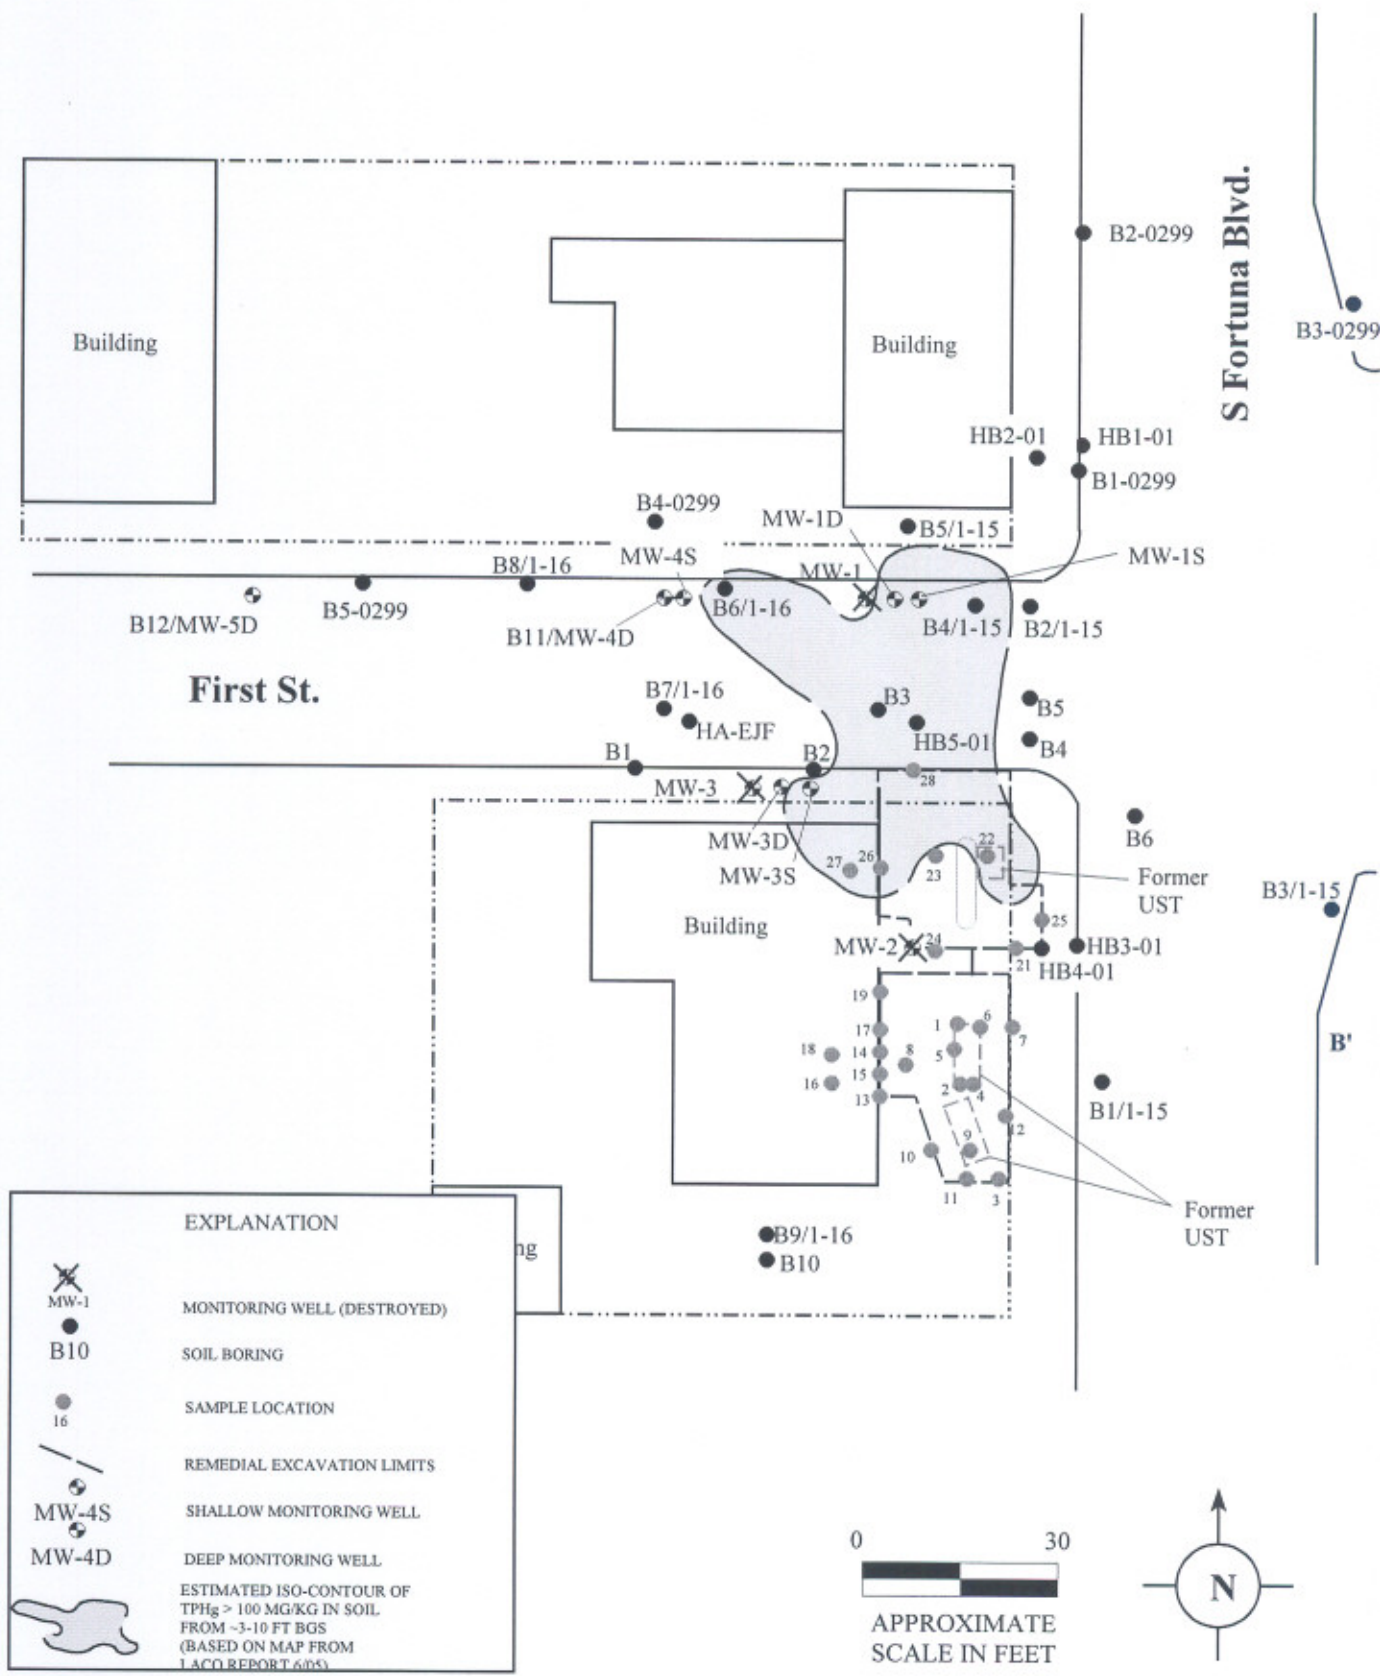 S Fortuna Blvd.
B2-0299
B3-0299
Building
Building
HB2-01
HB1-01
B1-0299
B4-0299
MW-1D
B5/1-15
MW-4S
MW-1S
B8/1-16
MW-1
B5-0299
B6/1-16
B4/1-15
B2/1-15
B12/MW-5D
B11/MW-4D
First St.
B7/1-16
B3
B5
HA-EJF
HB5-01
B4
B1
B2
MW-3
28
MW-3D
B6
MW-3S
27
26
23
22
Former
UST
B3/1-15
Building
25
MW-2
24
21
HB4-01
HB3-01
19
17
1
6
7
18
14
8
5
B'
16
15
13
2
4
B1/1-15
12
10
9
11
3
Former
UST
B9/1-16
B10
ng
EXPLANATION
MW-1
MONITORING WELL (DESTROYED)
B10
SOIL BORING
16
SAMPLE LOCATION
REMEDIAL EXCAVATION LIMITS
MW-4S
SHALLOW MONITORING WELL
MW-4D
DEEP MONITORING WELL
ESTIMATED ISO-CONTOUR OF
TPHg > 100 MG/KG IN SOIL
FROM ~3-10 FT BGS
(BASED ON MAP FROM
LACO REPORT 6/05)
0
30
APPROXIMATE
SCALE IN FEET
N